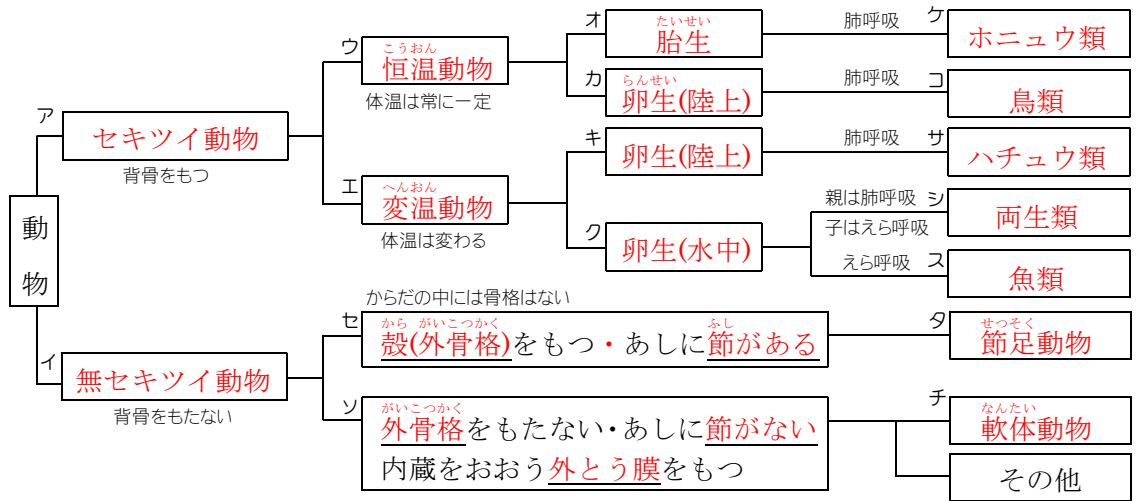 動物
ア
セキツイ動物
背骨をもつ
イ
無セキツイ動物
背骨をもたない
ウ
こうおん
恒温動物
体温は常に一定
エ
へんおん
変温動物
体温は変わる
オ
たいせい
胎生
カ
らんせい
卵生(陸上)
キ
卵生(陸上)
ク
卵生(水中)
肺呼吸
ケ
ホニュウ類
肺呼吸
コ
鳥類
肺呼吸
サ
ハチュウ類
親は肺呼吸
子はえら呼吸
シ
両生類
えら呼吸
ス
魚類
からだの中には骨格はない
セ
から がいこつかく ふし
殻(外骨格)をもつ・あしに節がある
タ
せっそく
節足動物
ソ
がいこつかく
外骨格をもたない・あしに節がない
内蔵をおおう外とう膜をもつ
チ
なんたい
軟体動物
その他